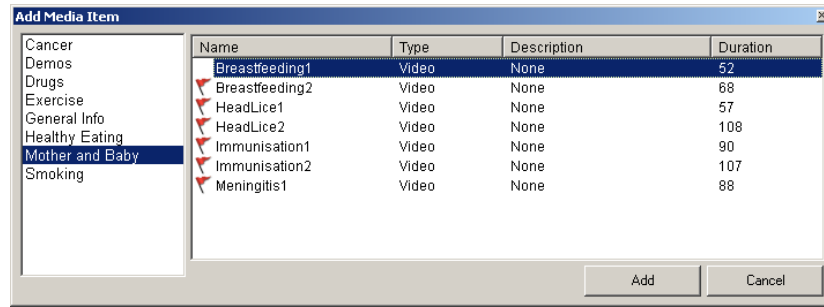 Add Media Item
Cancer
Demos
Drugs
Exercise
General Info
Healthy Eating
Mother and Baby
Smoking
Name Type Description Duration
Breastfeeding1 Video None 52
Breastfeeding2 Video None 68
HeadLice1 Video None 57
HeadLice2 Video None 108
Immunisation1 Video None 90
Immunisation2 Video None 107
Meningitis1 Video None 88
Add Cancel